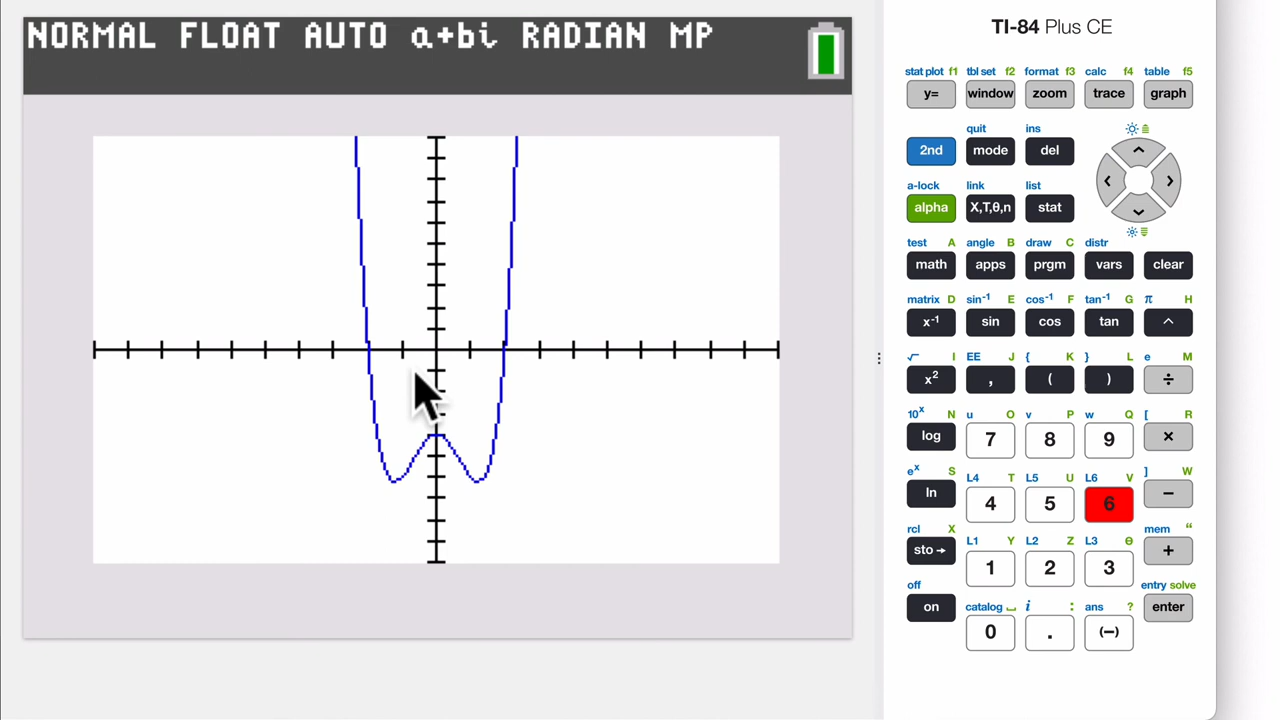 NORMAL FLOAT AUTO a+bi RADIAN MP
TI-84 Plus CE
stat plot f1 tbl set f2 format f3 calc f4 table f5
y= window zoom trace graph
quit ins
2nd mode del
a-lock link list
alpha X,T,θ,n stat
test A angle B draw C distr
math apps prgm vars clear
matrix D sin⁻¹ E cos⁻¹ F tan⁻¹ G π H
x⁻¹ sin cos tan ^
√ I EE J { K } L e M
x² , ( ) ÷
10ˣ N u O v P w Q [ R
log 7 8 9 ×
eˣ S L4 T L5 U L6 V ] W
ln 4 5 6 −
rcl X L1 Y L2 Z L3 θ mem “
sto→ 1 2 3 +
off catalog ⎵ i : ans ? entry solve
on 0 . (−) enter